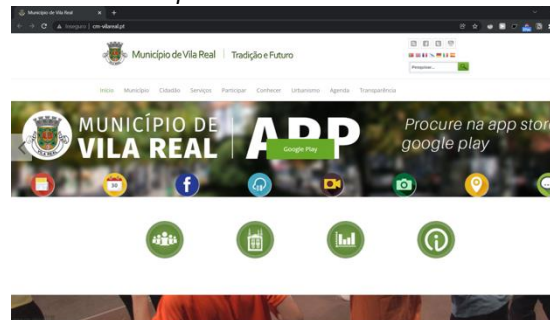 Município de Vila Real
Inseguro | cm-vilareal.pt
Município de Vila Real | Tradição e Futuro
Pesquisar...
Início Município Cidadão Serviços Participar Conhecer Urbanismo Agenda Transparência
MUNICÍPIO DE
VILA REAL
APP
Google Play
Procure na app store
google play
30